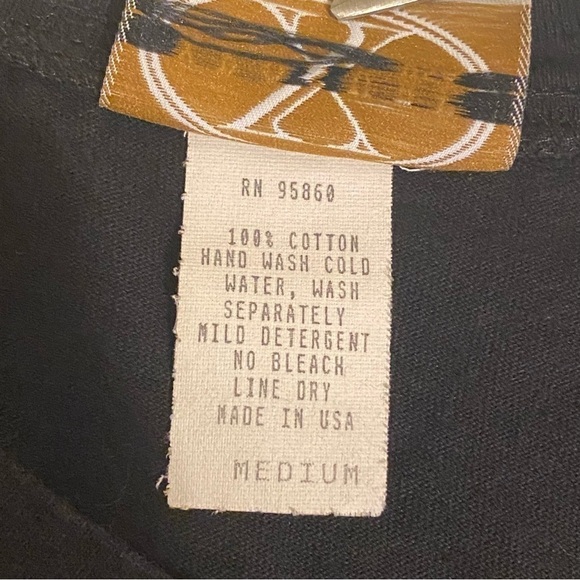 RN 95860
100% COTTON
HAND WASH COLD
WATER, WASH
SEPARATELY
MILD DETERGENT
NO BLEACH
LINE DRY
MADE IN USA
MEDIUM